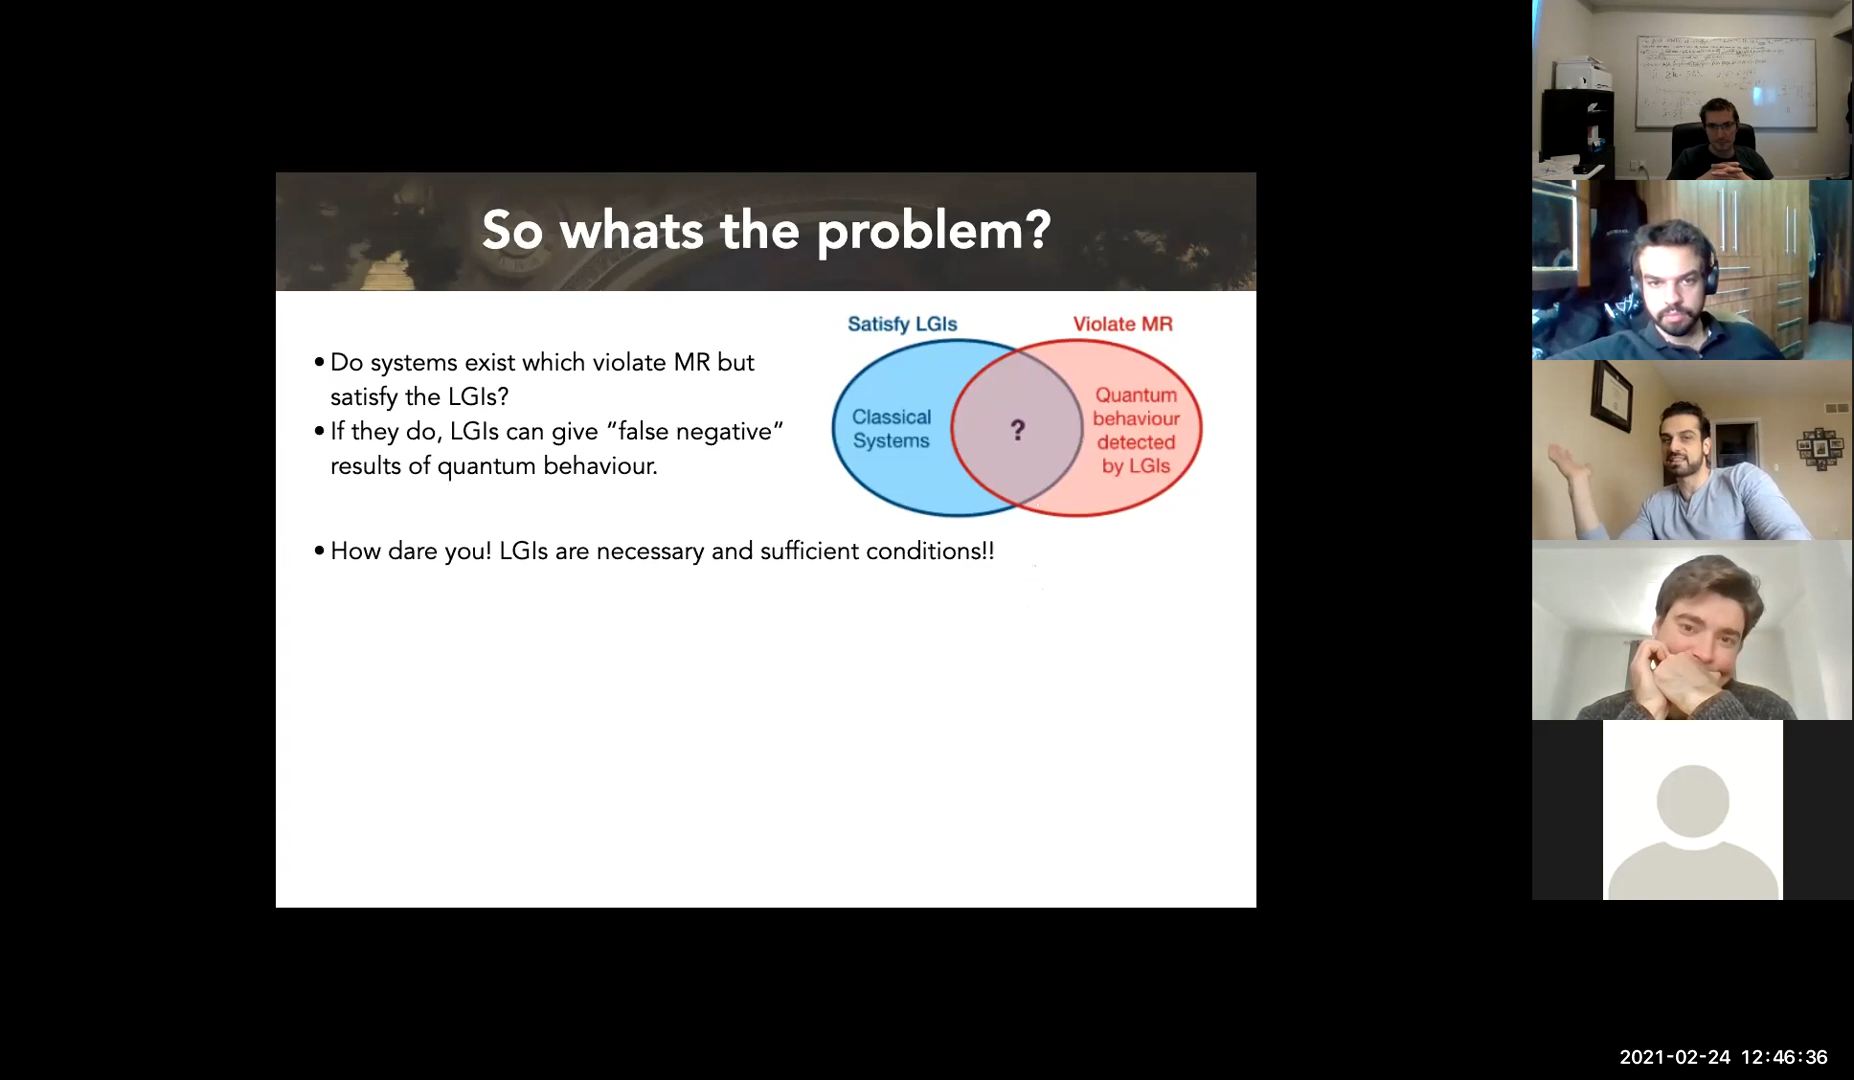 So whats the problem?
• Do systems exist which violate MR but
satisfy the LGIs?
• If they do, LGIs can give “false negative“
results of quantum behaviour.
• How dare you! LGIs are necessary and sufficient conditions!!
Satisfy LGIs
Violate MR
Classical
Systems
?
Quantum
behaviour
detected
by LGIs
2021-02-24 12:46:36